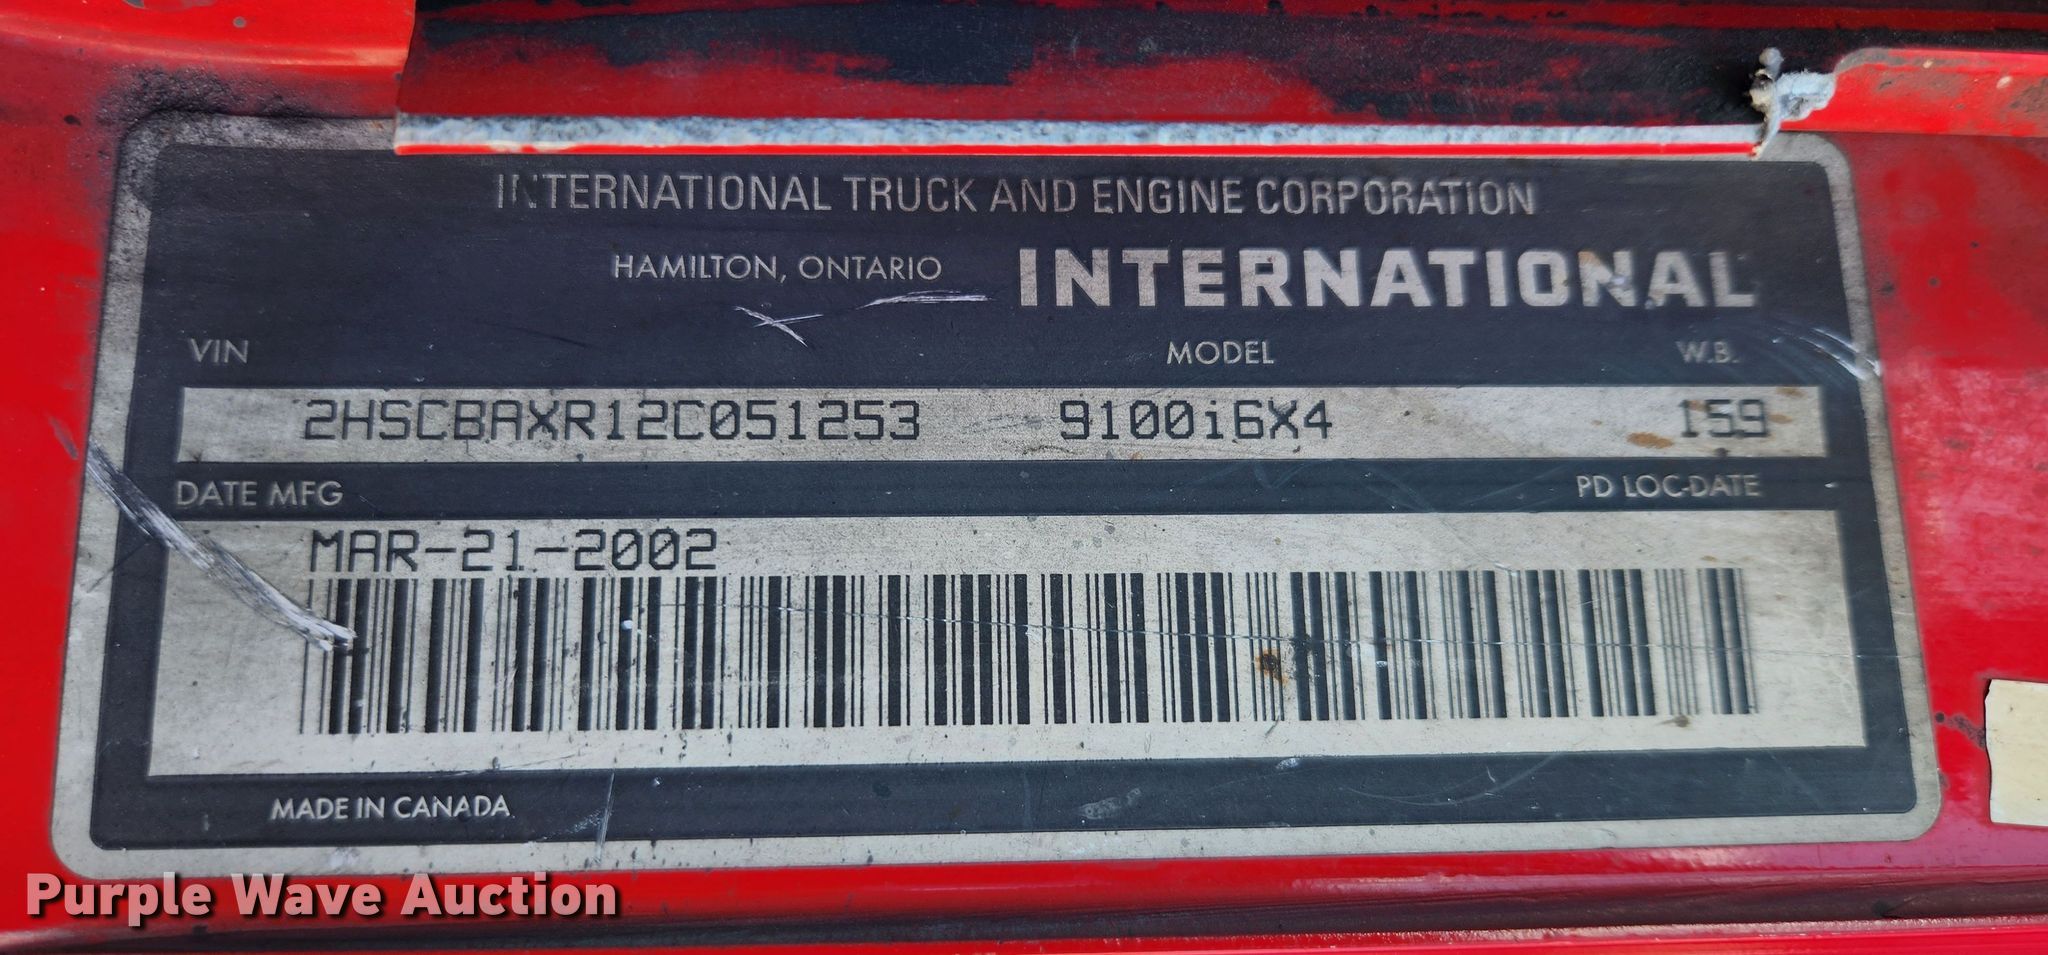 INTERNATIONAL TRUCK AND ENGINE CORPORATION
HAMILTON, ONTARIO INTERNATIONAL
VIN MODEL W.B.
2HSCBAXR12C051253 9100i6X4 159
DATE MFG PD LOC-DATE
MAR-21-2002
MADE IN CANADA
Purple Wave Auction